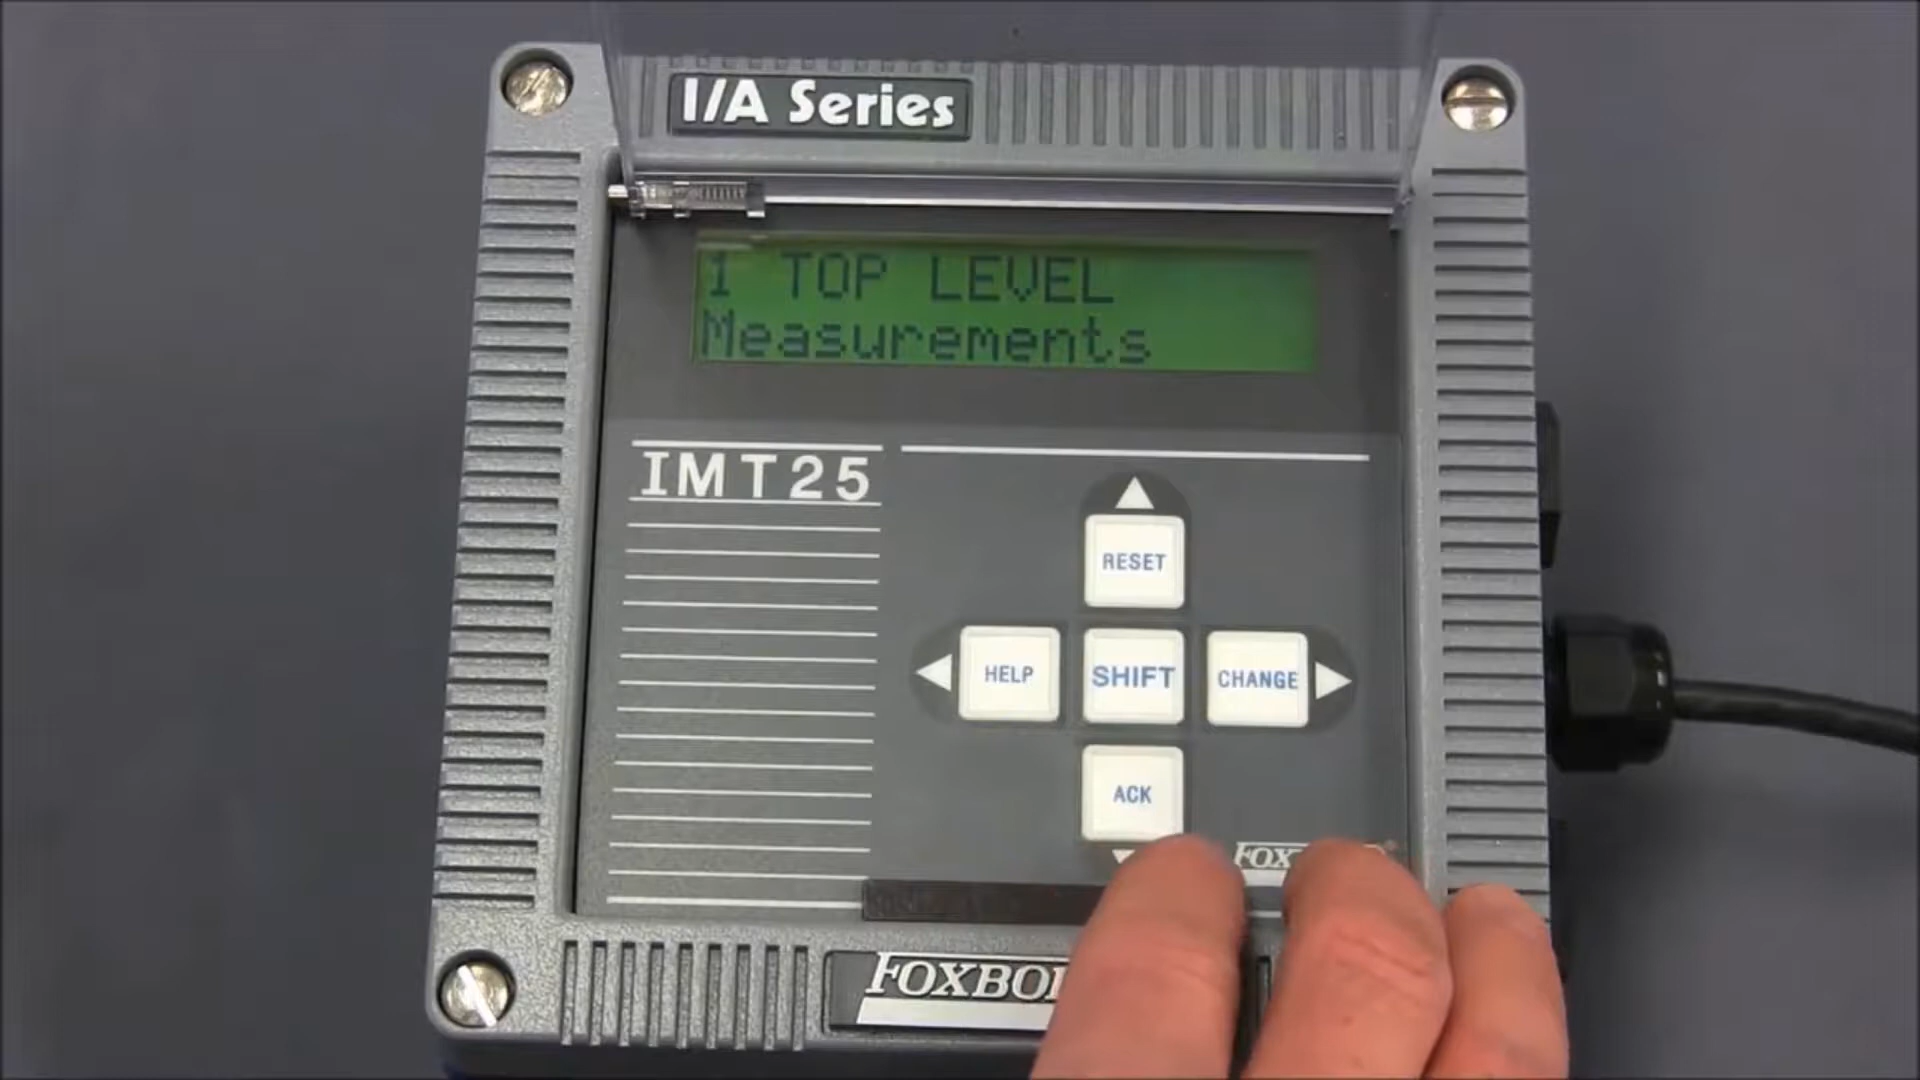 I/A Series
1 TOP LEVEL
Measurements
IMT25
RESET
HELP
SHIFT
CHANGE
ACK